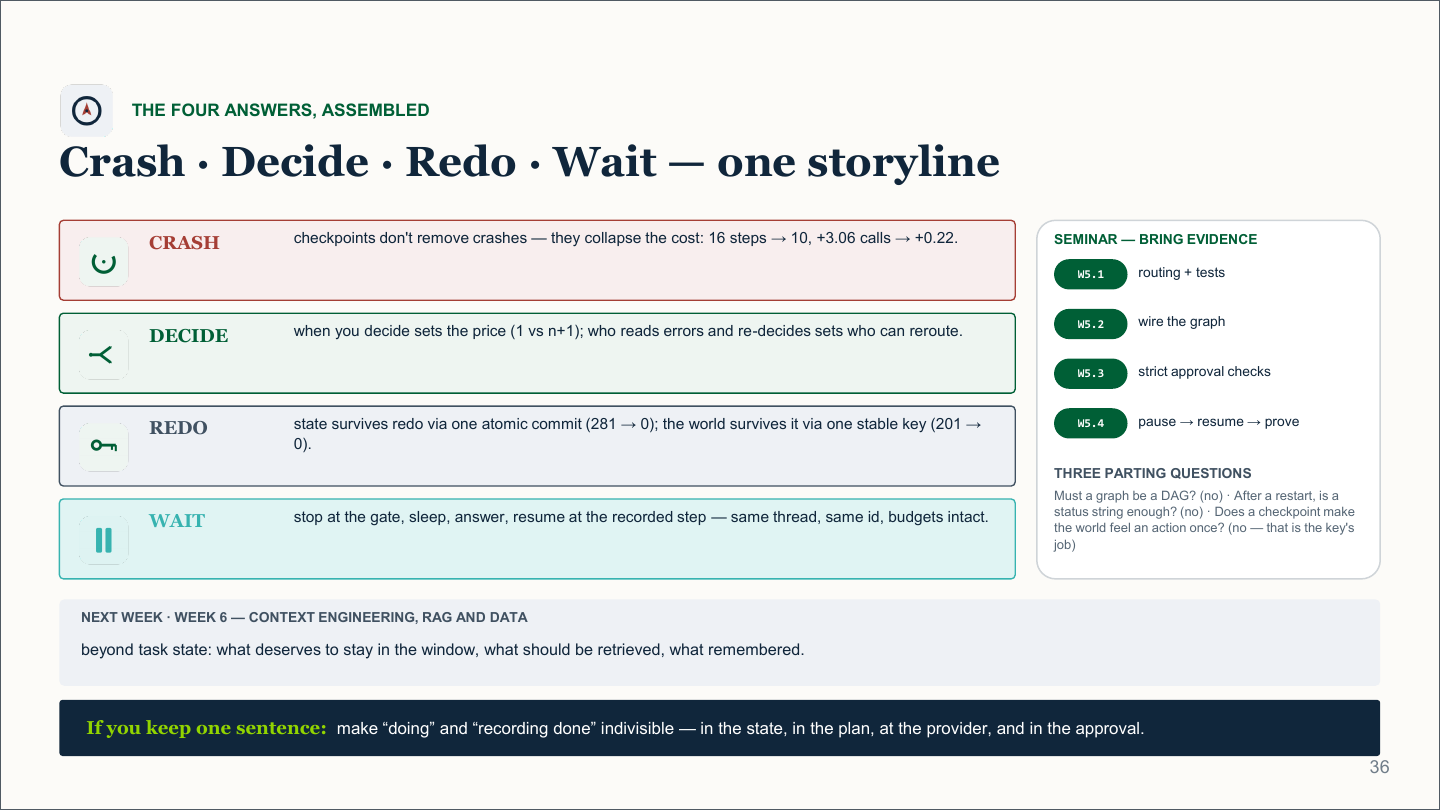 THE FOUR ANSWERS, ASSEMBLED
Crash · Decide · Redo · Wait — one storyline
CRASH
checkpoints don't remove crashes — they collapse the cost: 16 steps → 10, +3.06 calls → +0.22.
DECIDE
when you decide sets the price (1 vs n+1); who reads errors and re-decides sets who can reroute.
REDO
state survives redo via one atomic commit (281 → 0); the world survives it via one stable key (201 →
0).
WAIT
stop at the gate, sleep, answer, resume at the recorded step — same thread, same id, budgets intact.
SEMINAR — BRING EVIDENCE
W5.1 routing + tests
W5.2 wire the graph
W5.3 strict approval checks
W5.4 pause → resume → prove
THREE PARTING QUESTIONS
Must a graph be a DAG? (no) · After a restart, is a
status string enough? (no) · Does a checkpoint make
the world feel an action once? (no — that is the key's
job)
NEXT WEEK · WEEK 6 — CONTEXT ENGINEERING, RAG AND DATA
beyond task state: what deserves to stay in the window, what should be retrieved, what remembered.
If you keep one sentence: make “doing” and “recording done” indivisible — in the state, in the plan, at the provider, and in the approval.
36